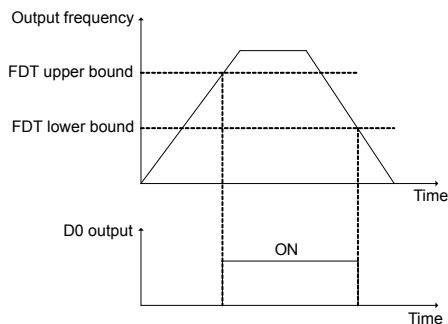 Output frequency
FDT upper bound
FDT lower bound
Time
D0 output
ON
Time